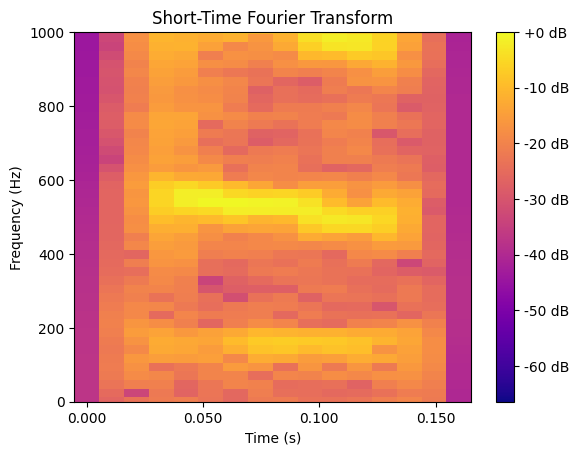 Short-Time Fourier Transform
1000
800
600
400
200
0
Frequency (Hz)
0.000
0.050
0.100
0.150
Time (s)
+0 dB
-10 dB
-20 dB
-30 dB
-40 dB
-50 dB
-60 dB